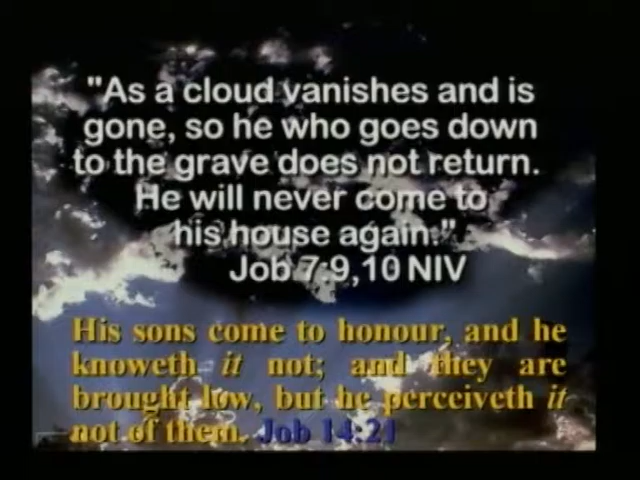 "As a cloud vanishes and is
gone, so he who goes down
to the grave does not return.
He will never come to
his house again."
Job 7:9,10 NIV
His sons come to honour, and he
knoweth it not; and they are
brought low, but he perceiveth it
not of them. Job 14:21